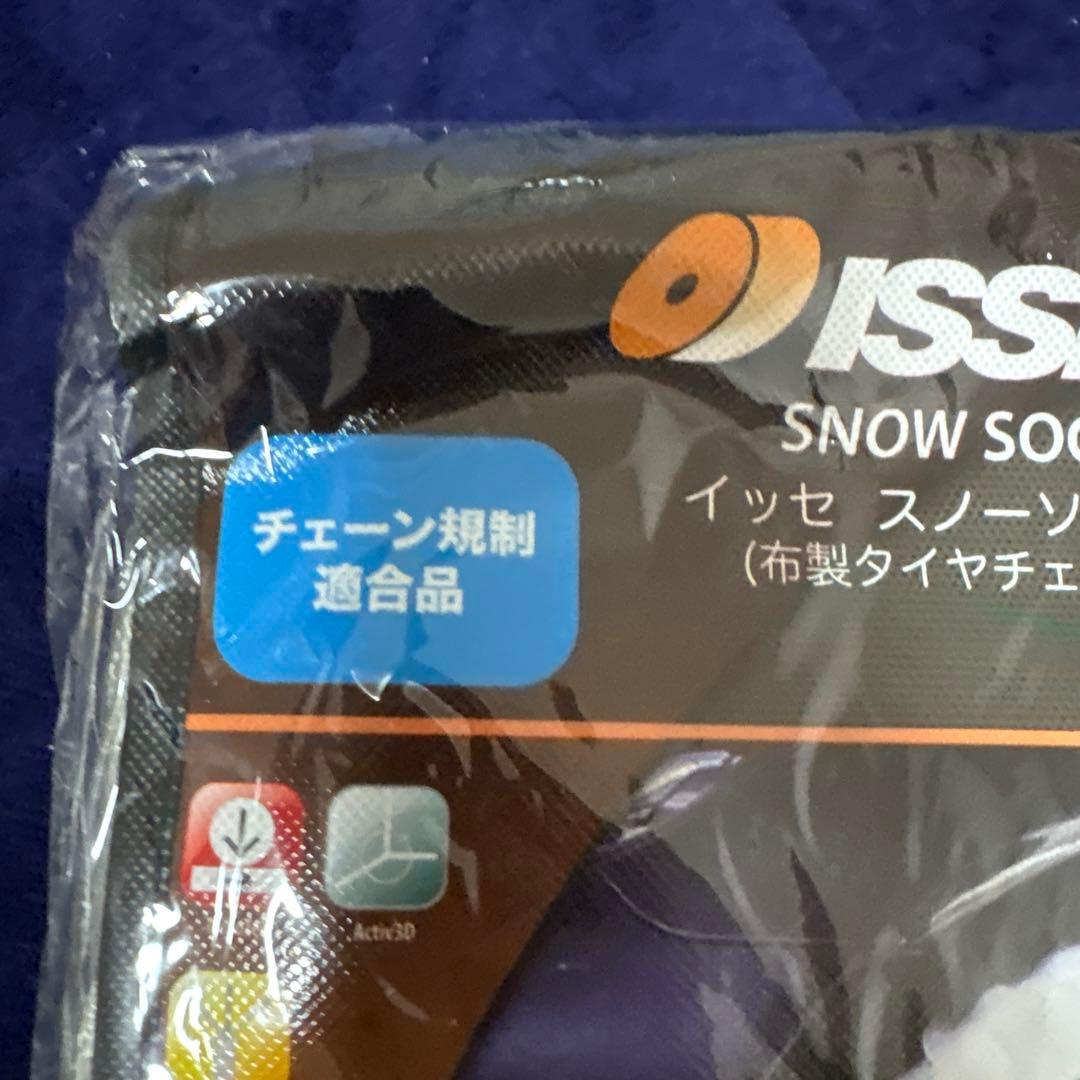 ISS
SNOW SOC
イッセ スノーソ
(布製タイヤチェ
チェーン規制
適合品
Activ3D